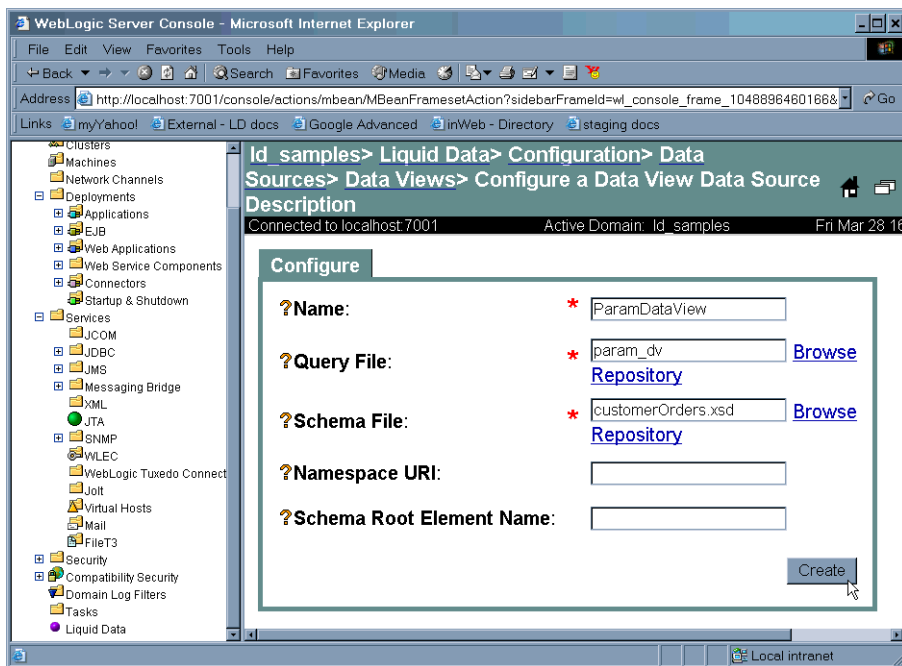 WebLogic Server Console - Microsoft Internet Explorer
File Edit View Favorites Tools Help
Back Search Favorites Media
Address http://localhost:7001/console/actions/mbean/MBeanFramesetAction?sidebarFrameId=wl_console_frame_1048896460166& Go
Links myYahoo! External - LD docs Google Advanced inWeb - Directory staging docs
Clusters
Machines
Network Channels
Deployments
Applications
EJB
Web Applications
Web Service Components
Connectors
Startup & Shutdown
Services
JCOM
JDBC
JMS
Messaging Bridge
XML
JTA
SNMP
WLEC
WebLogic Tuedo Connect
Jolt
Virtual Hosts
Mail
FileT3
Security
Compatibility Security
Domain Log Filters
Tasks
Liquid Data
ld_samples> Liquid Data> Configuration> Data
Sources> Data Views> Configure a Data View Data Source
Description
Connected to localhost:7001 Active Domain: ld_samples Fri Mar 28 16
Configure
?Name: * ParamDataView
?Query File: * param_dv Browse
Repository
?Schema File: * customerOrders.xsd Browse
Repository
?Namespace URI:
?Schema Root Element Name:
Create
Local intranet